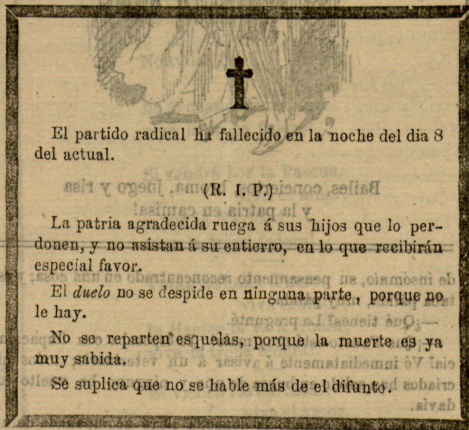 El partido radical ha fallecido en la noche del dia 8
del actual.
(R. I. P.)
La patria agradecida ruega á sus hijos que lo per-
donen, y no asistan á su entierro, en lo que recibirán
especial favor.
El duelo no se despide en ninguna parte, porque no
le hay.
No se reparten esquelas, porque la muerte es ya
muy sabida.
Se suplica que no se hable más de el difunto.